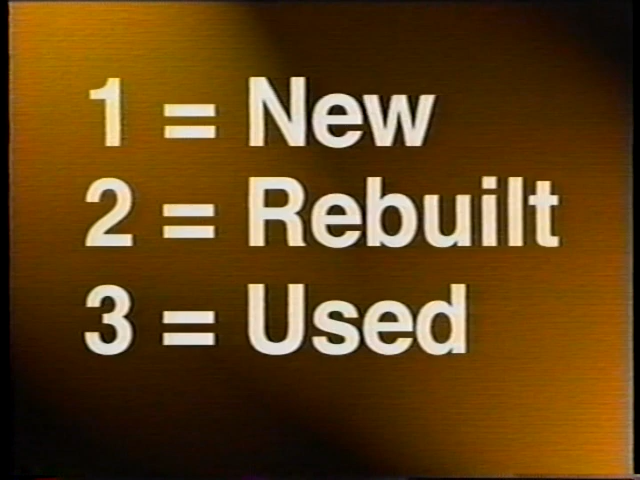 1 = New
2 = Rebuilt
3 = Used